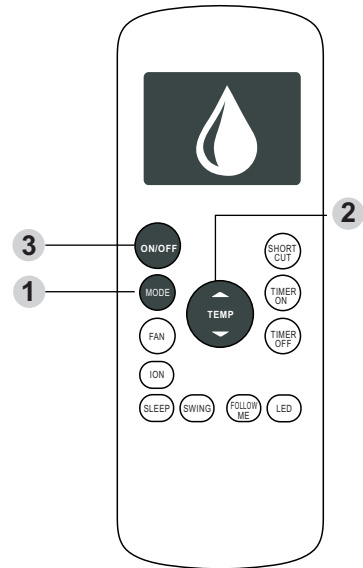 2
3
ON/OFF
SHORT
CUT
1
MODE
TEMP
TIMER
ON
FAN
TIMER
OFF
ION
SLEEP
SWING
FOLLOW
ME
LED